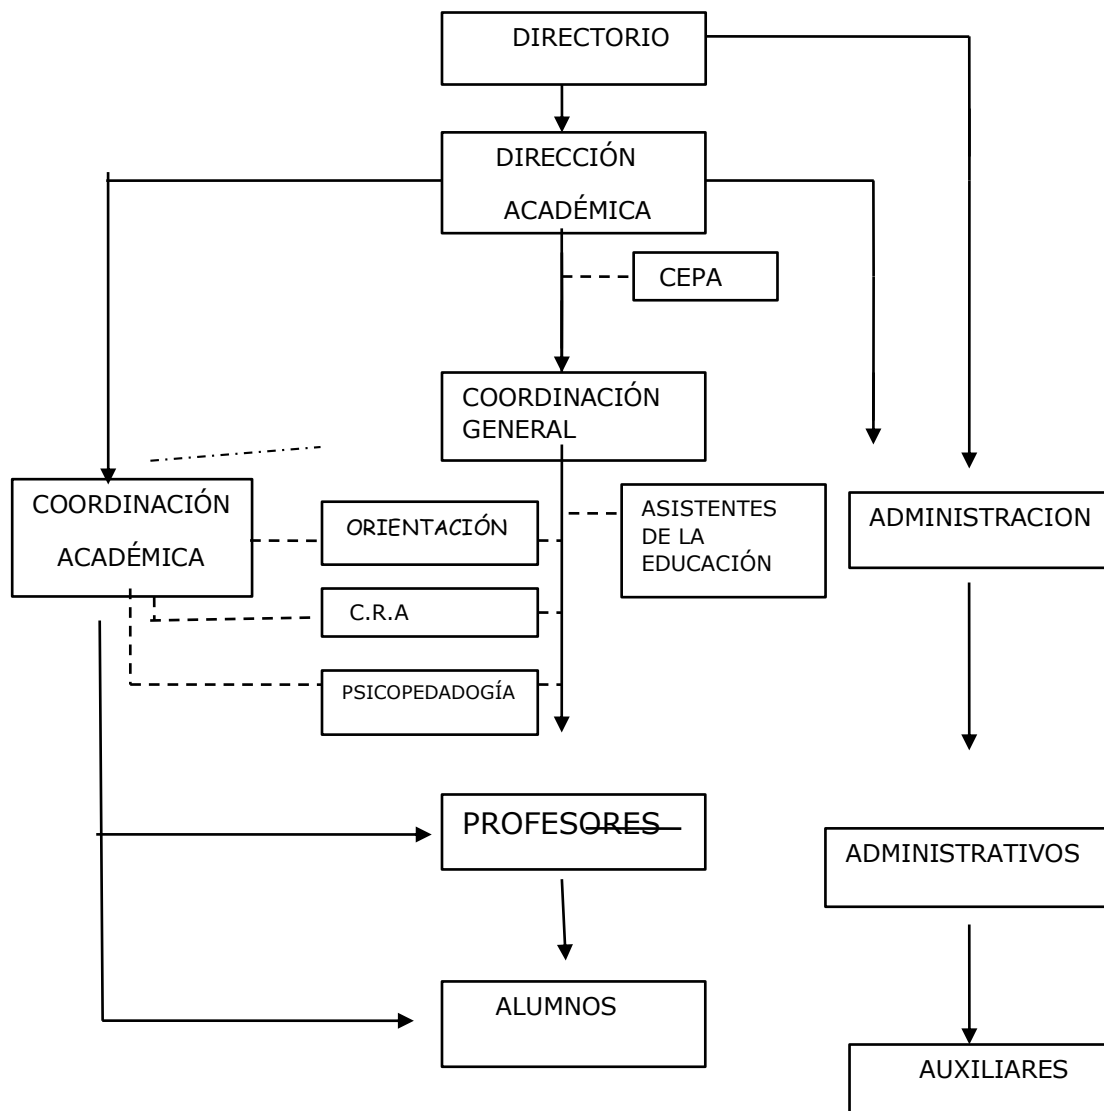 DIRECTORIO
DIRECCIÓN
ACADÉMICA
CEPA
COORDINACIÓN
GENERAL
COORDINACIÓN
ACADÉMICA
ORIENTACIÓN
ASISTENTES
DE LA
EDUCACIÓN
ADMINISTRACION
C.R.A
PSICOPEDADOGÍA
PROFESORES
ADMINISTRATIVOS
ALUMNOS
AUXILIARES